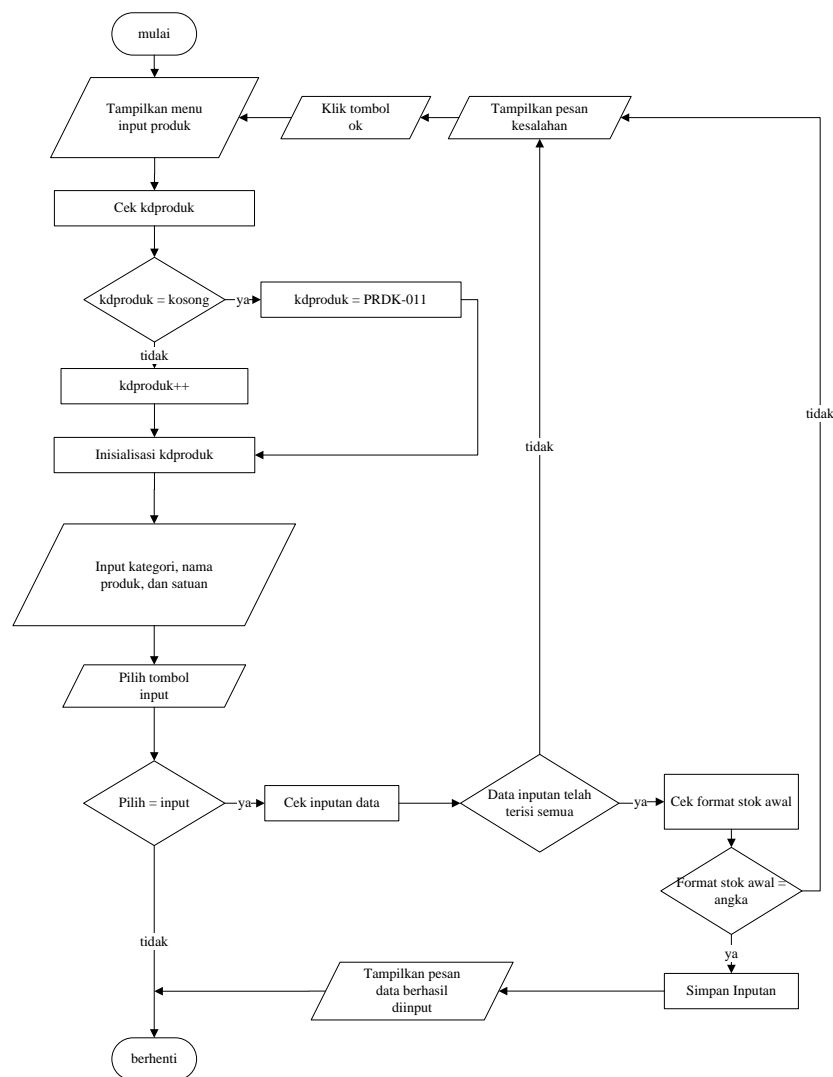 mulai
Tampilkan menu
input produk
Klik tombol
ok
Tampilkan pesan
kesalahan
Cek kdproduk
kdproduk = kosong
ya
kdproduk = PRDK-011
tidak
kdproduk++
Inisialisasi kdproduk
tidak
tidak
Input kategori, nama
produk, dan satuan
Pilih tombol
input
Pilih = input
ya
Cek inputan data
Data inputan telah
terisi semua
ya
Cek format stok awal
Format stok awal =
angka
tidak
ya
Tampilkan pesan
data berhasil
diinput
Simpan Inputan
berhenti